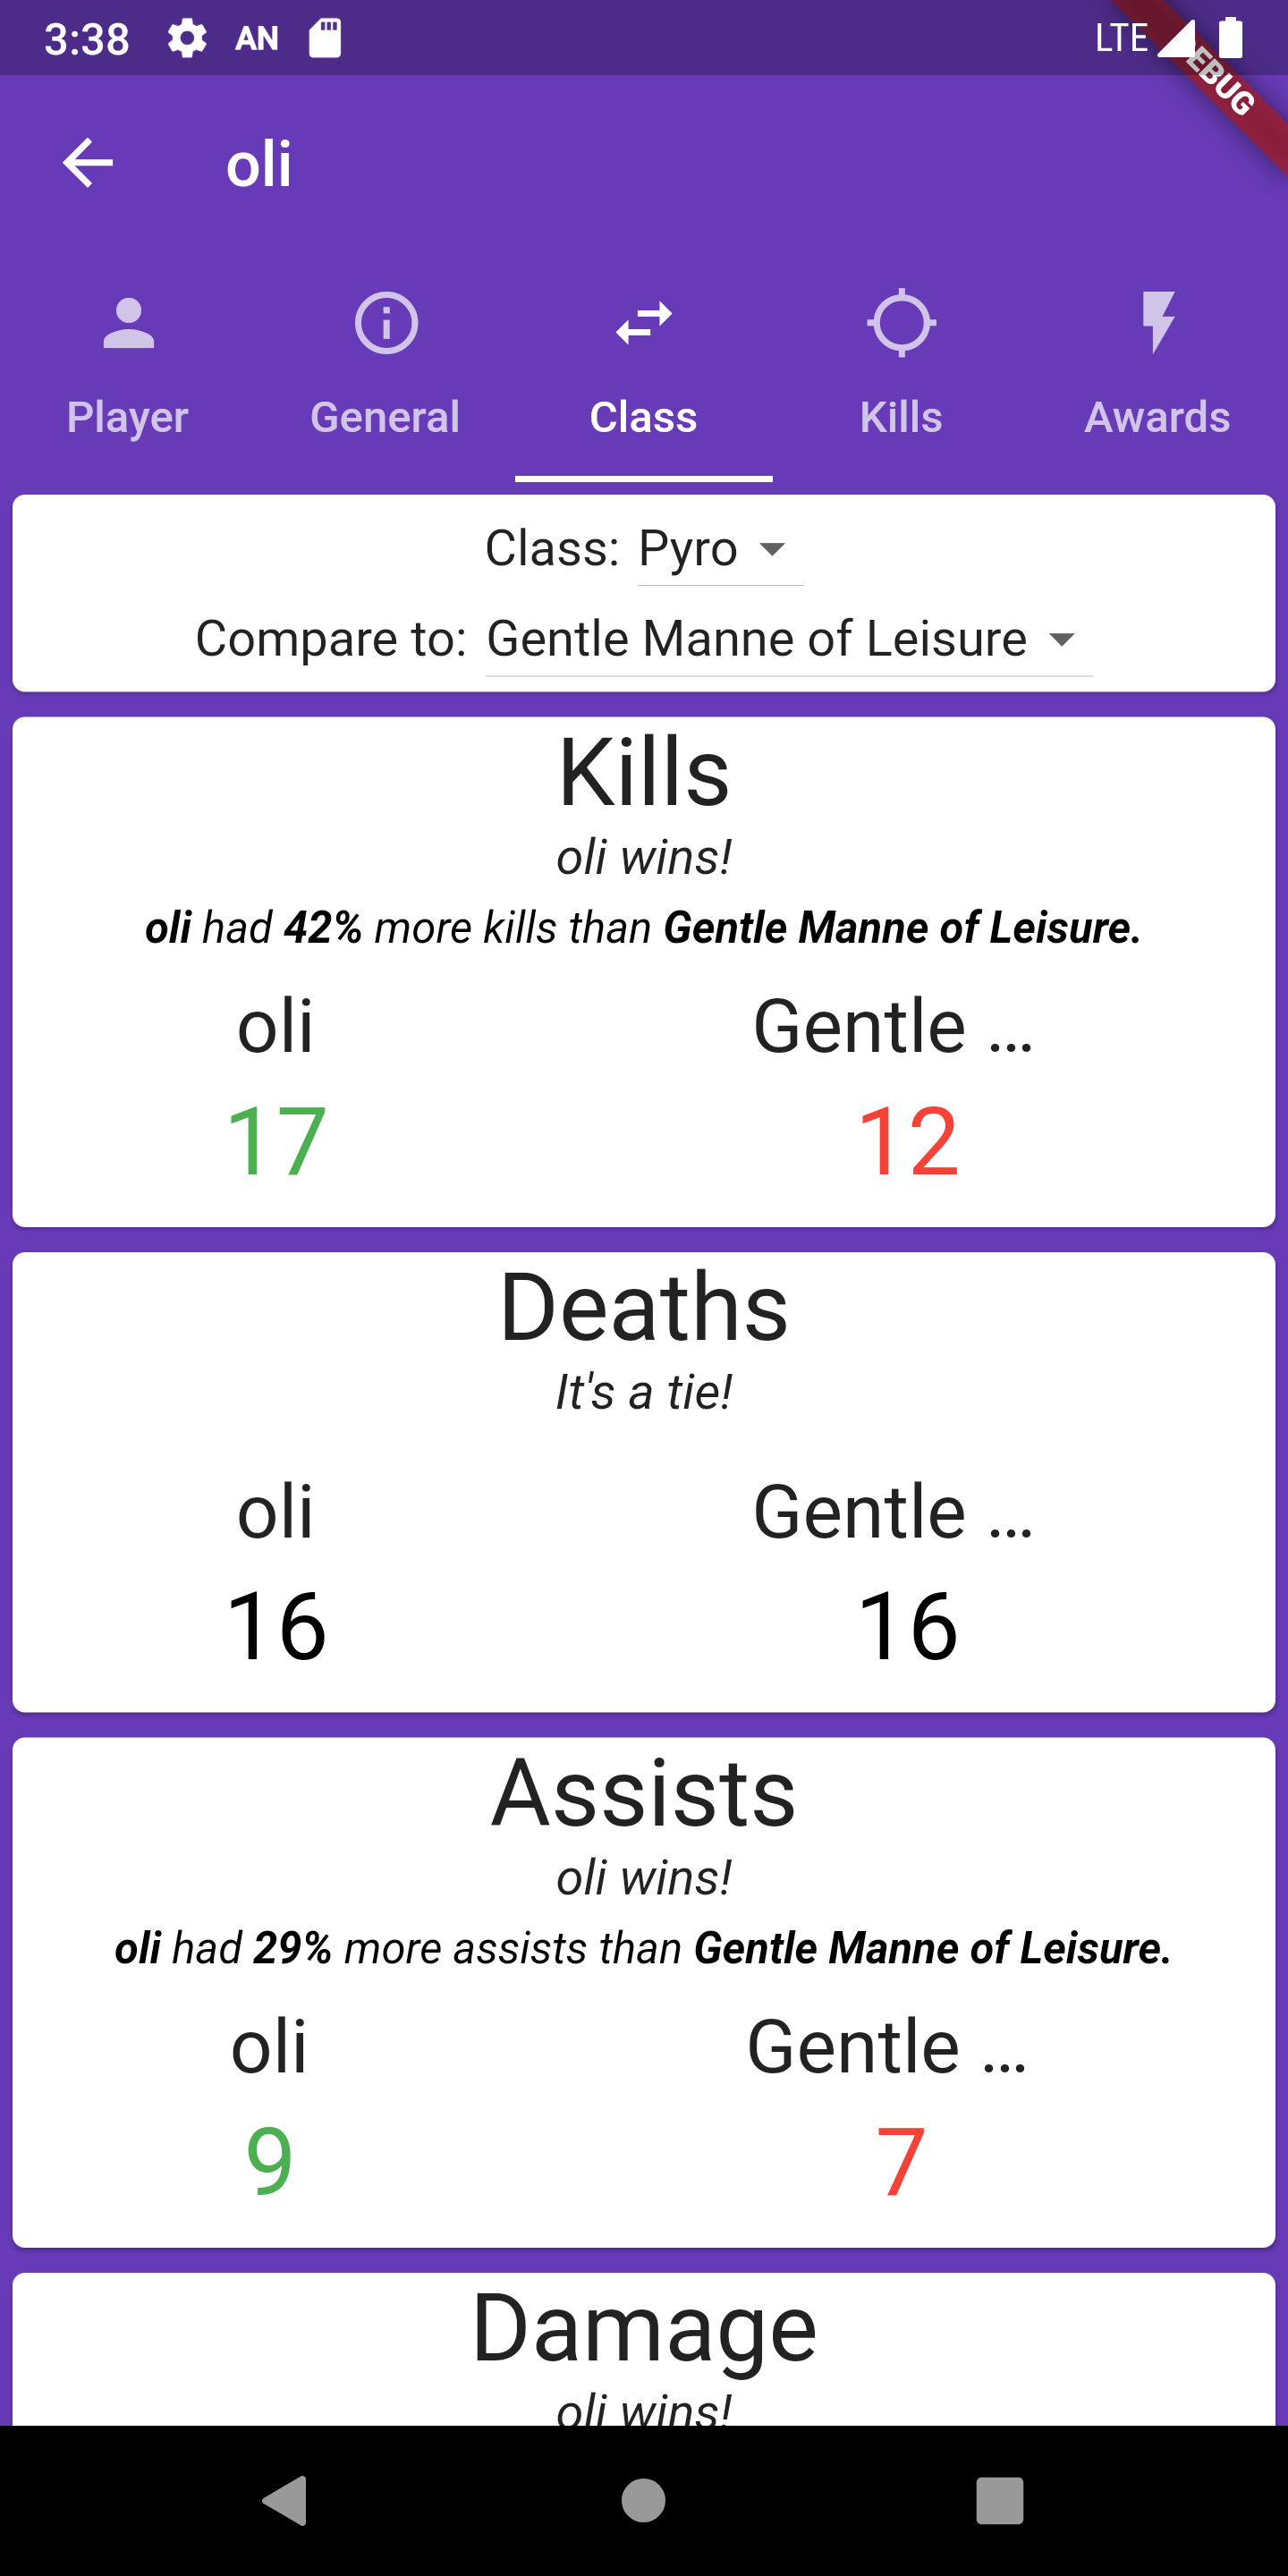 3:38 AN LTE
EBUG
oli
Player General Class Kills Awards
Class: Pyro
Compare to: Gentle Manne of Leisure
Kills
oli wins!
oli had 42% more kills than Gentle Manne of Leisure.
oli Gentle ...
17 12
Deaths
It's a tie!
oli Gentle ...
16 16
Assists
oli wins!
oli had 29% more assists than Gentle Manne of Leisure.
oli Gentle ...
9 7
Damage
oli wins!